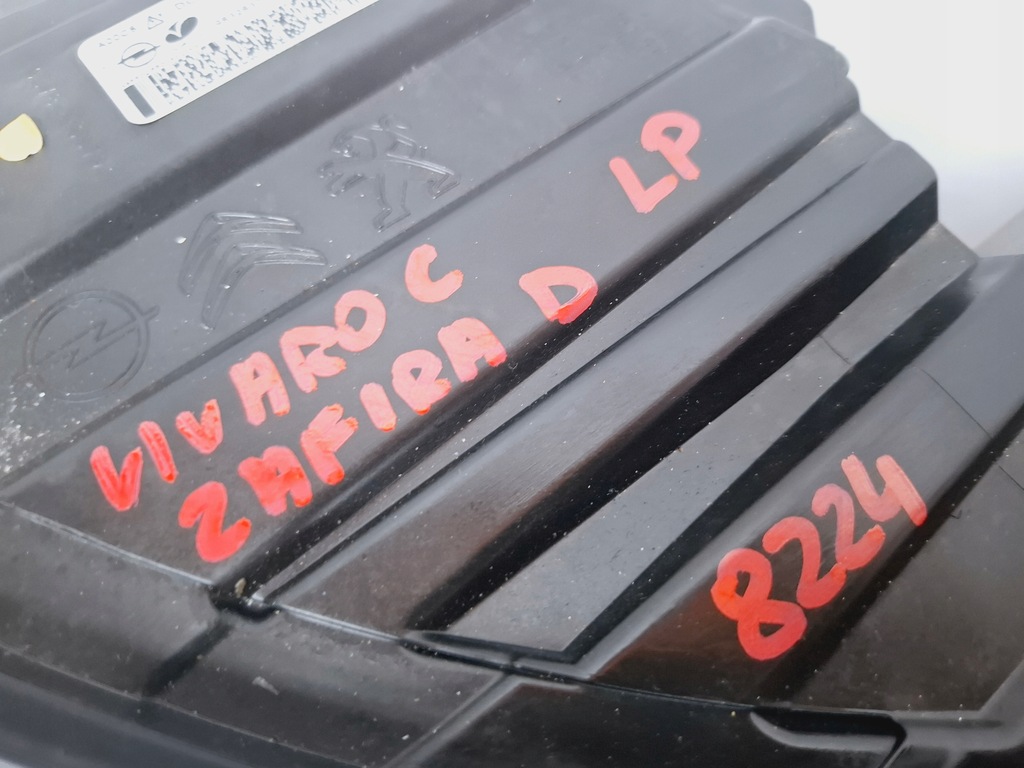 LP
VIVARO C
ZAFIRA D
8224